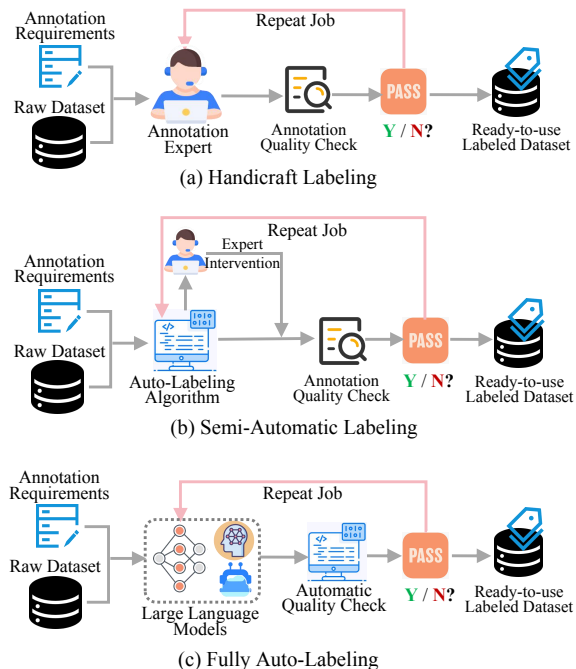 Repeat Job
Annotation
Requirements
Raw Dataset
Annotation
Expert
Annotation
Quality Check
PASS
Y / N?
Ready-to-use
Labeled Dataset
(a) Handicraft Labeling
Repeat Job
Annotation
Requirements
Expert
Intervention
Raw Dataset
Auto-Labeling
Algorithm
Annotation
Quality Check
PASS
Y / N?
Ready-to-use
Labeled Dataset
(b) Semi-Automatic Labeling
Repeat Job
Annotation
Requirements
Raw Dataset
Large Language
Models
Automatic
Quality Check
PASS
Y / N?
Ready-to-use
Labeled Dataset
(c) Fully Auto-Labeling